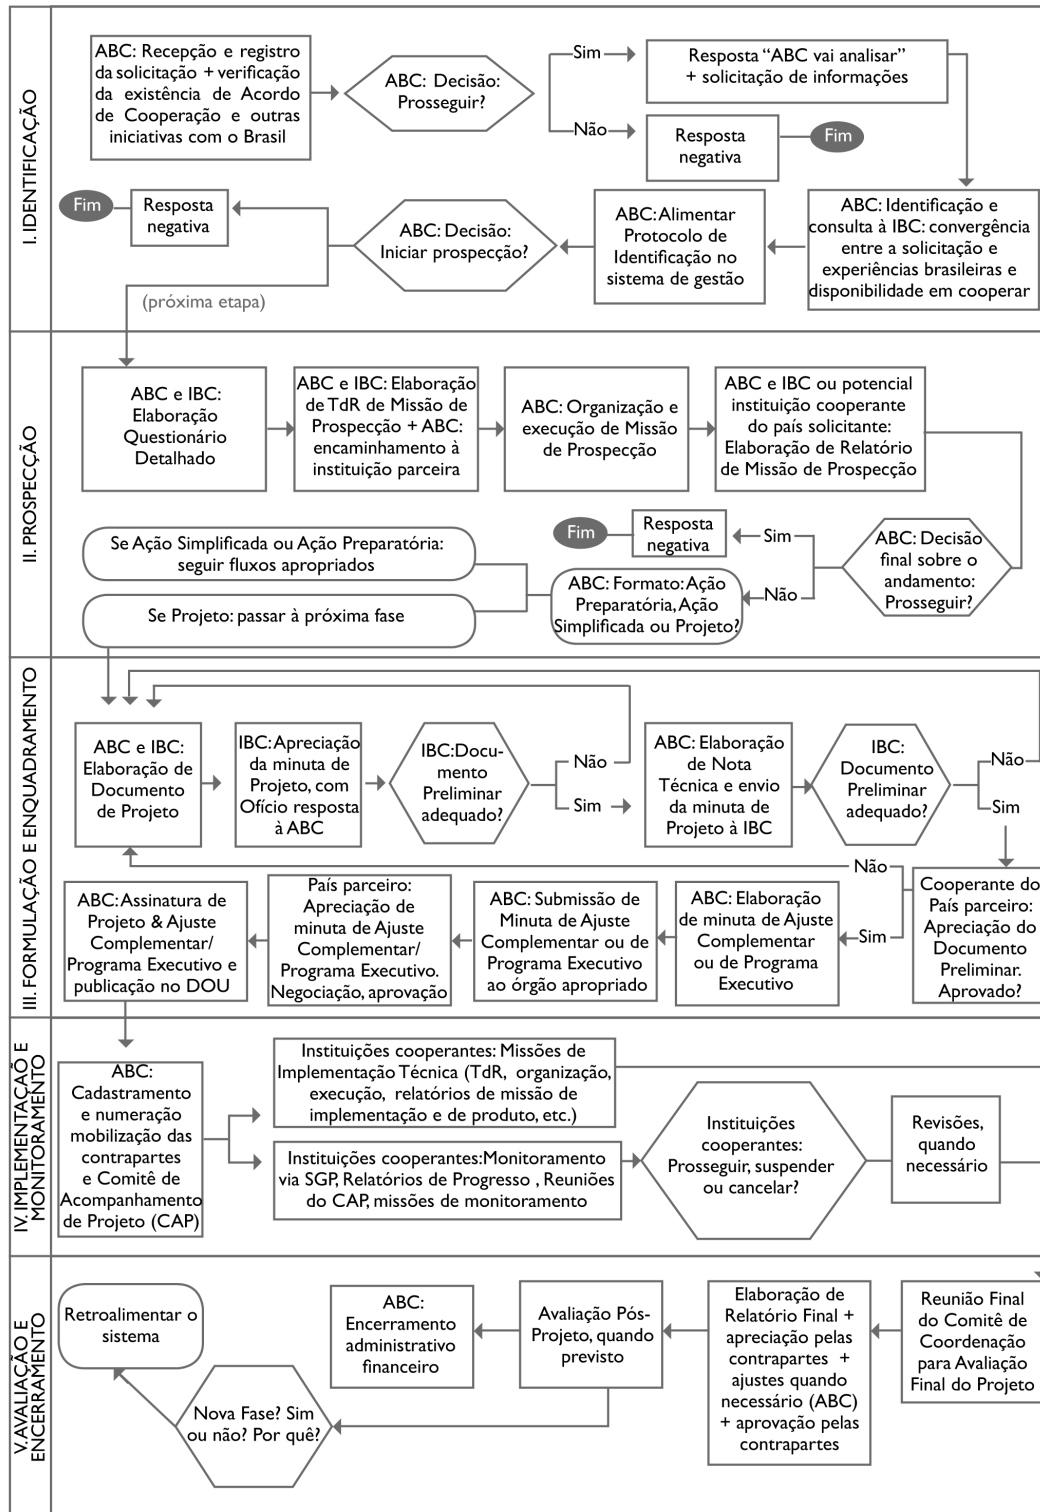 I. IDENTIFICAÇÃO
ABC: Recepção e registro
da solicitação + verificação
da existência de Acordo
de Cooperação e outras
iniciativas com o Brasil
ABC: Decisão:
Prosseguir?
Sim
Resposta “ABC vai analisar”
+ solicitação de informações
Não
Resposta
negativa
Fim
ABC: Identificação e
consulta à IBC: convergência
entre a solicitação e
experiências brasileiras e
disponibilidade em cooperar
ABC: Alimentar
Protocolo de
Identificação no
sistema de gestão
ABC: Decisão:
Iniciar prospecção?
Resposta
negativa
Fim
(próxima etapa)
II. PROSPECÇÃO
ABC e IBC:
Elaboração
Questionário
Detalhado
ABC e IBC: Elaboração
de TdR de Missão de
Prospecção + ABC:
encaminhamento à
instituição parceira
ABC: Organização e
execução de Missão
de Prospecção
ABC e IBC ou potencial
instituição cooperante
do país solicitante:
Elaboração de Relatório
de Missão de Prospecção
ABC: Decisão
final sobre o
andamento:
Prosseguir?
Sim
Resposta
negativa
Fim
Não
ABC: Formato: Ação
Preparatória, Ação
Simplificada ou Projeto?
Se Ação Simplificada ou Ação Preparatória:
seguir fluxos apropriados
Se Projeto: passar à próxima fase
III. FORMULAÇÃO E ENQUADRAMENTO
ABC e IBC:
Elaboração de
Documento
de Projeto
IBC: Apreciação
da minuta de
Projeto, com
Ofício resposta
à ABC
IBC: Docu-
mento
Preliminar
adequado?
Não
Sim
ABC: Elaboração
de Nota
Técnica e envio
da minuta de
Projeto à IBC
IBC:
Documento
Preliminar
adequado?
Não
Sim
Cooperante do
País parceiro:
Apreciação do
Documento
Preliminar.
Aprovado?
Não
Sim
ABC: Elaboração
de minuta de Ajuste
Complementar
ou de Programa
Executivo
ABC: Submissão de
Minuta de Ajuste
Complementar ou de
Programa Executivo
ao órgão apropriado
País parceiro:
Apreciação de
minuta de Ajuste
Complementar/
Programa Executivo.
Negociação, aprovação
ABC: Assinatura de
Projeto & Ajuste
Complementar/
Programa Executivo e
publicação no DOU
IV. IMPLEMENTAÇÃO E
MONITORAMENTO
ABC:
Cadastramento
e numeração
mobilização das
contrapartes
e Comitê de
Acompanhamento
de Projeto (CAP)
Instituições cooperantes: Missões de
Implementação Técnica (TdR, organização,
execução, relatórios de missão de
implementação e de produto, etc.)
Instituições cooperantes: Monitoramento
via SGP, Relatórios de Progresso , Reuniões
do CAP, missões de monitoramento
Instituições
cooperantes:
Prosseguir, suspender
ou cancelar?
Revisões,
quando
necessário
V. AVALIAÇÃO E
ENCERRAMENTO
Reunião Final
do Comitê de
Coordenação
para Avaliação
Final do Projeto
Elaboração de
Relatório Final +
apreciação pelas
contrapartes +
ajustes quando
necessário (ABC)
+ aprovação pelas
contrapartes
Avaliação Pós-
Projeto, quando
previsto
ABC:
Encerramento
administrativo
financeiro
Nova Fase? Sim
ou não? Por quê?
Retroalimentar o
sistema